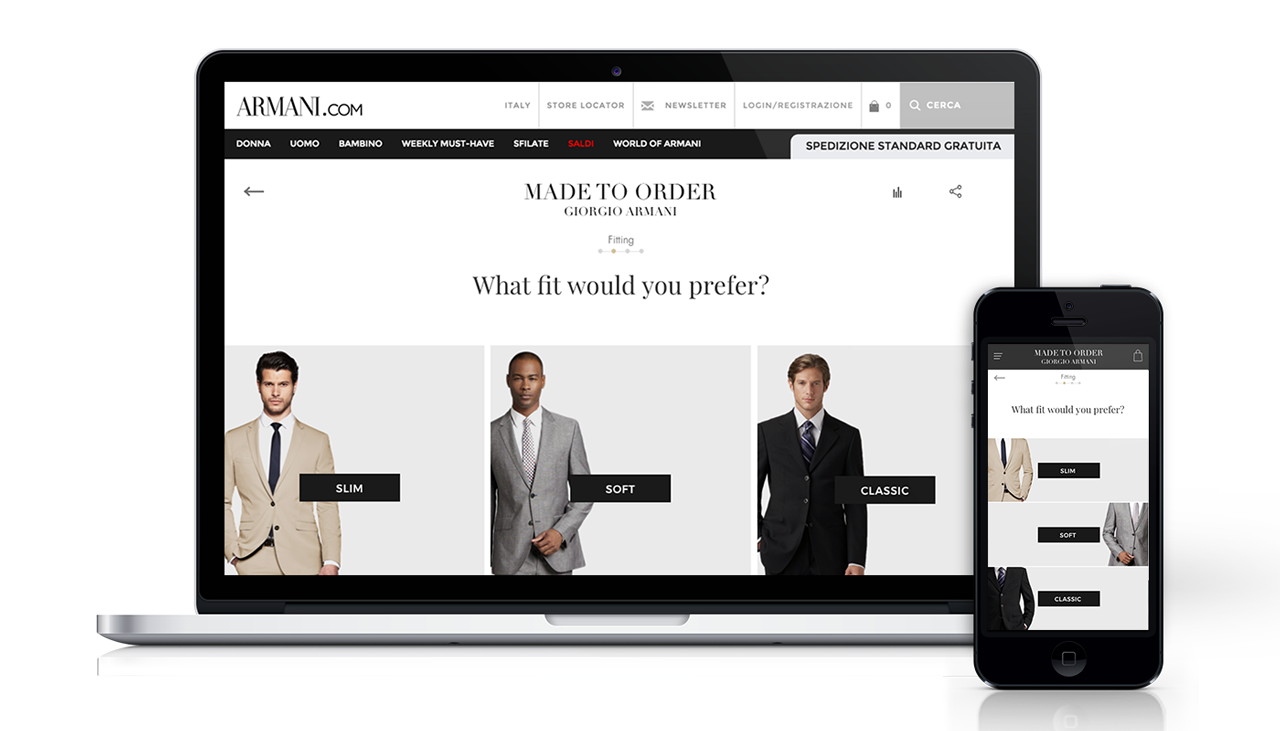 ARMANI.COM
ITALY
STORE LOCATOR
NEWSLETTER
LOGIN/REGISTRAZIONE
0
CERCA
DONNA
UOMO
BAMBINO
WEEKLY MUST-HAVE
SFILATE
SALDI
WORLD OF ARMANI
SPEDIZIONE STANDARD GRATUITA
MADE TO ORDER
GIORGIO ARMANI
Fitting
What fit would you prefer?
SLIM
SOFT
CLASSIC
MADE TO ORDER
GIORGIO ARMANI
Fitting
What fit would you prefer?
SLIM
SOFT
CLASSIC